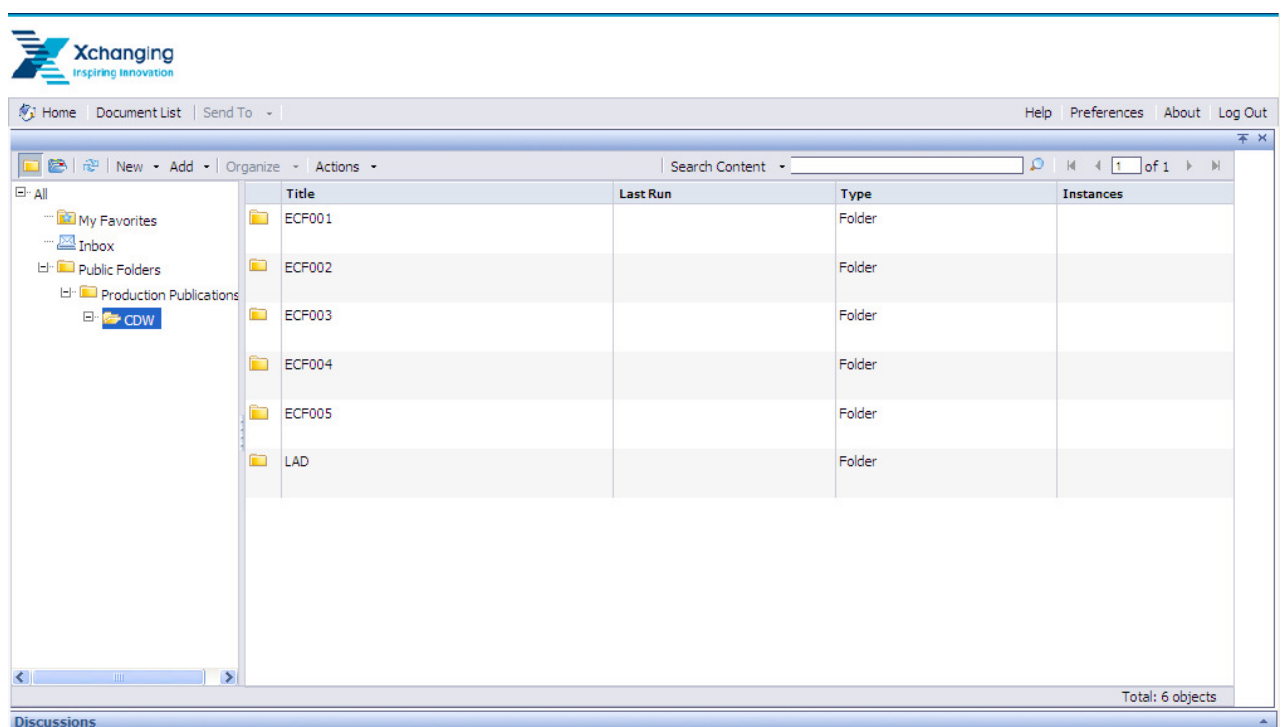 Xchanging
Inspiring Innovation
Home Document List Send To Help Preferences About Log Out
New Add Organize Actions Search Content 1 of 1
All
My Favorites
Inbox
Public Folders
Production Publications
CDW
Title Last Run Type Instances
ECF001 Folder
ECF002 Folder
ECF003 Folder
ECF004 Folder
ECF005 Folder
LAD Folder
Total: 6 objects
Discussions